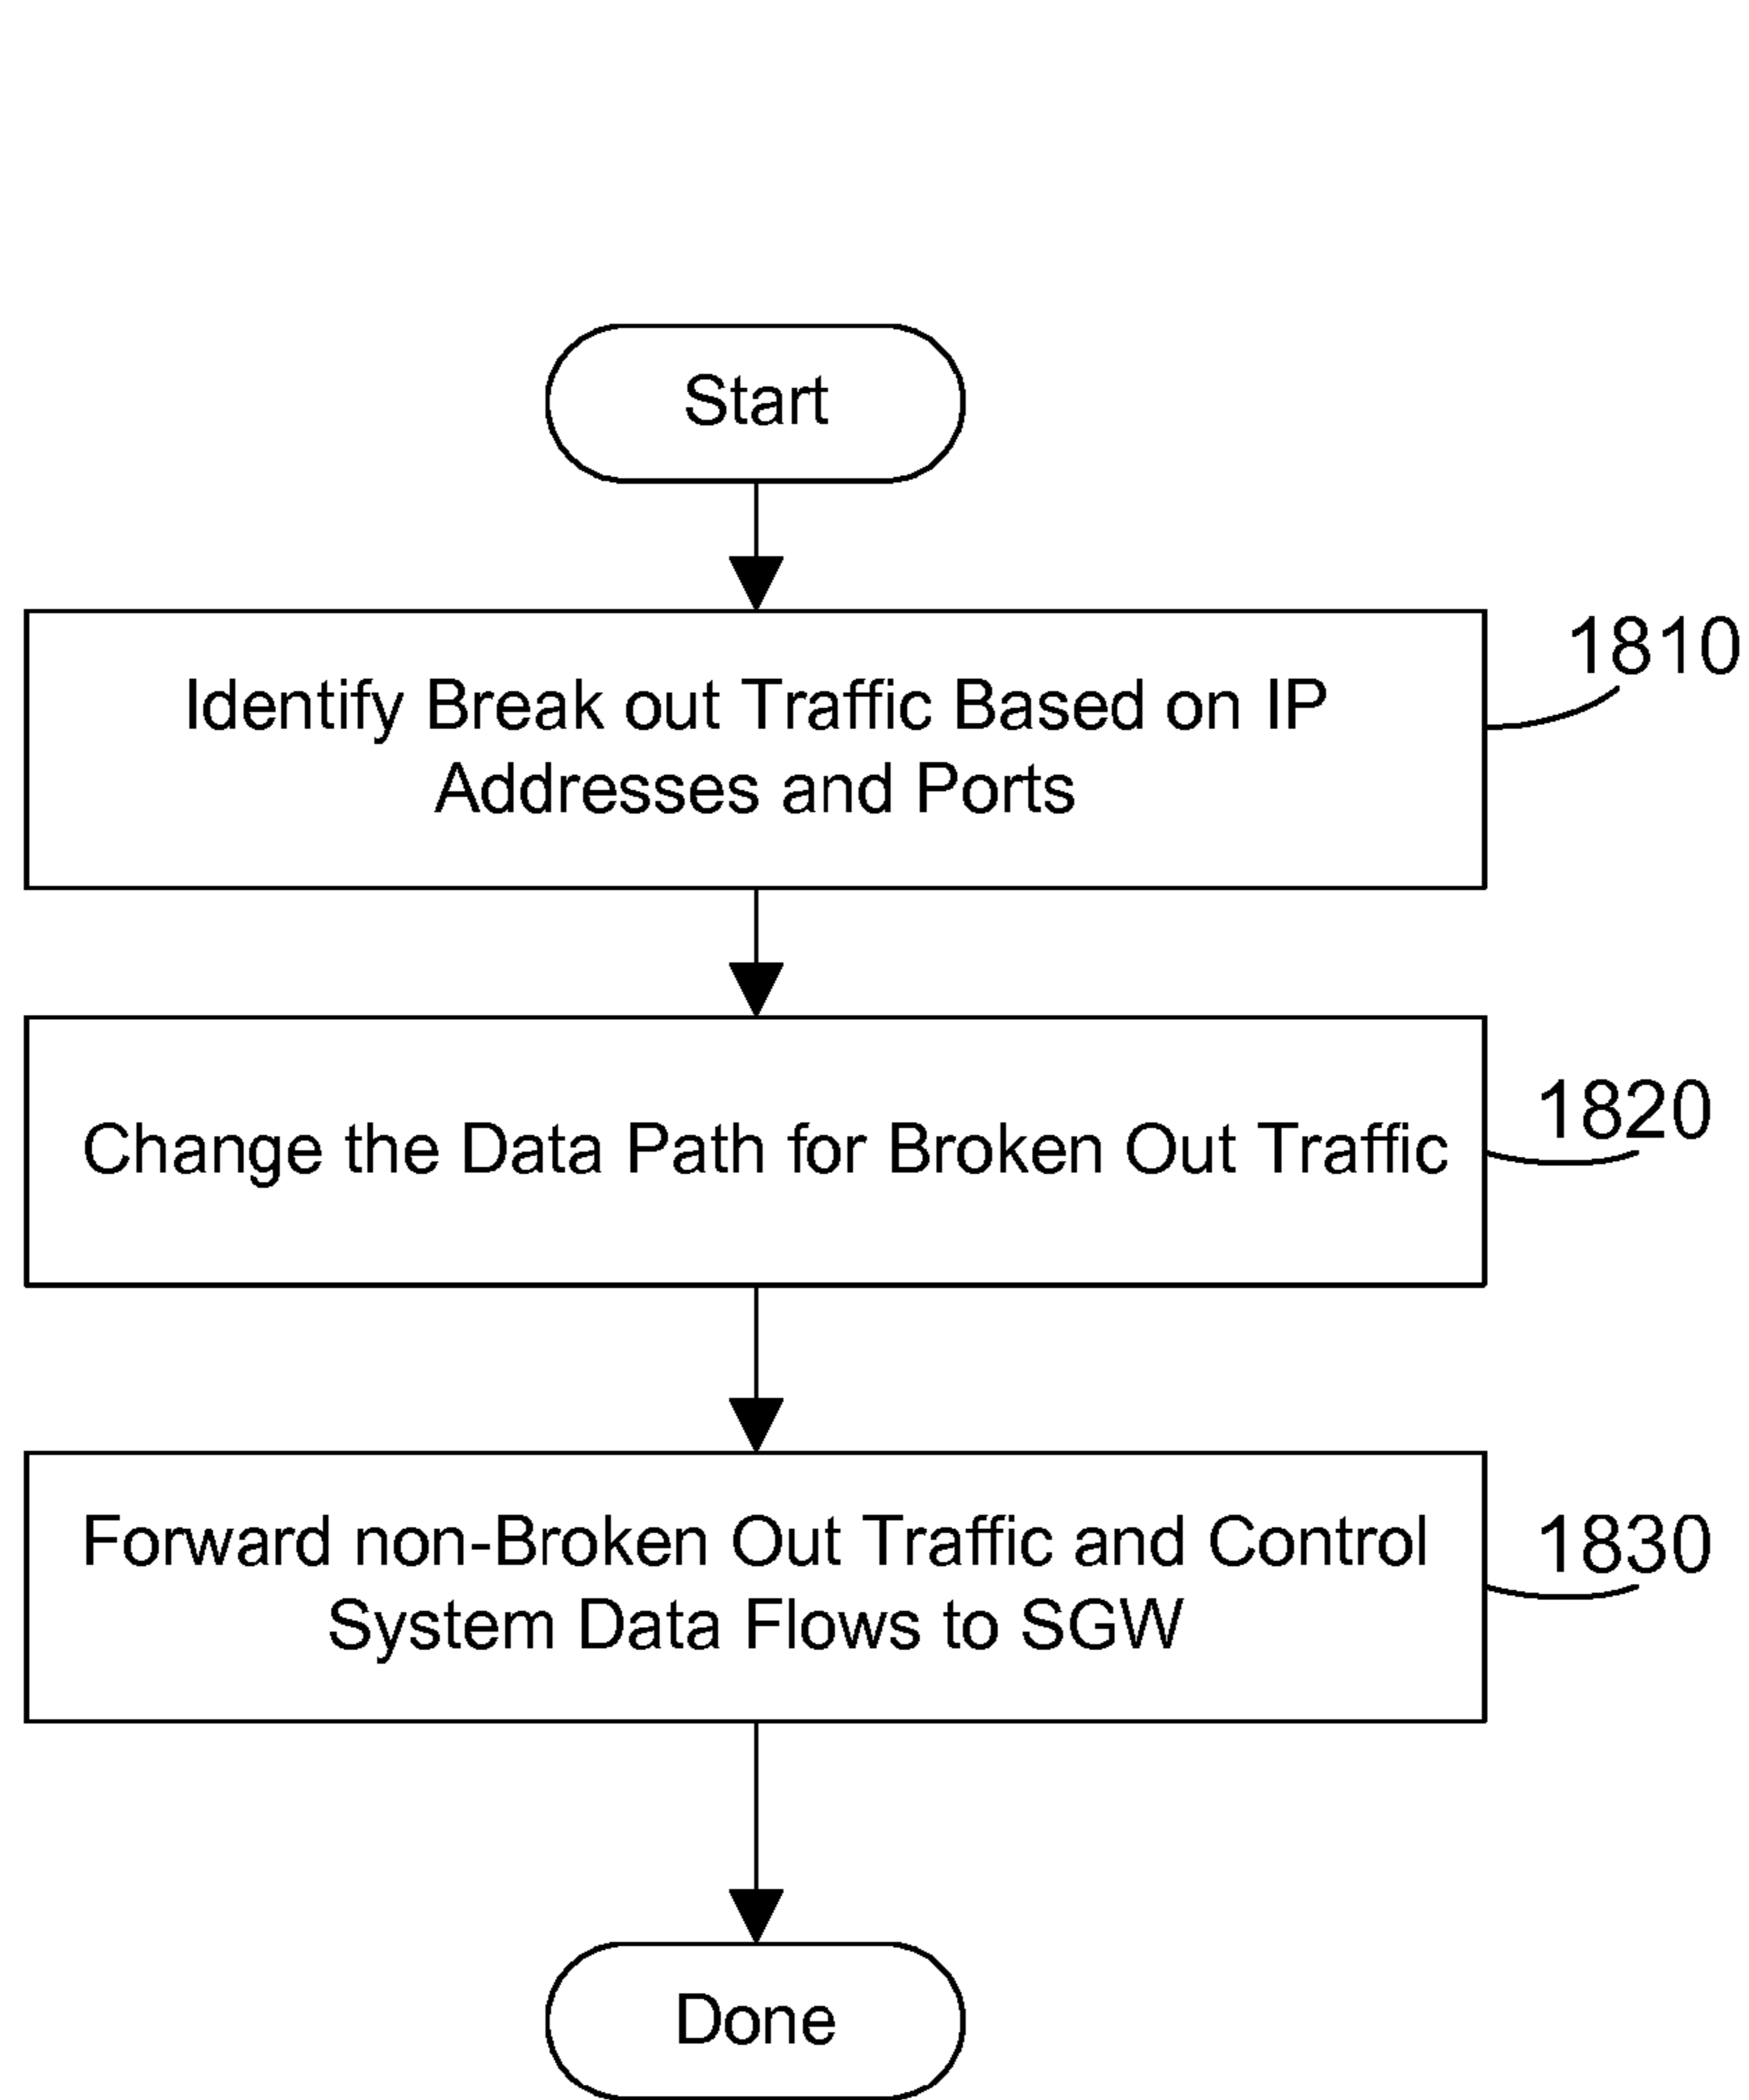 Start
1810
Identify Break out Traffic Based on IP
Addresses and Ports
1820
Change the Data Path for Broken Out Traffic
1830
Forward non-Broken Out Traffic and Control
System Data Flows to SGW
Done